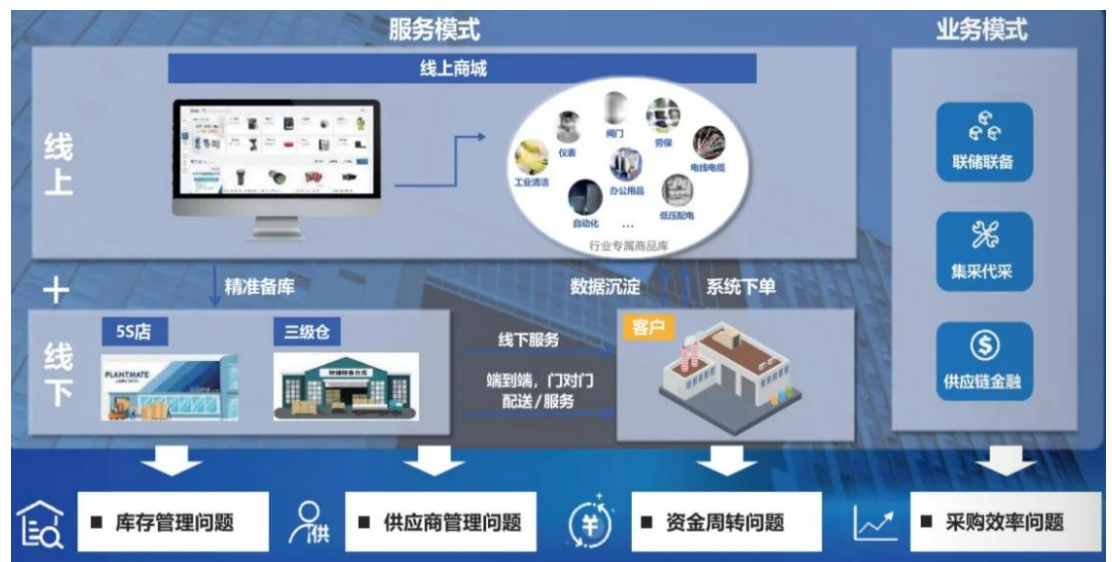 服务模式
业务模式
线上商城
线上
仪表
阀门
劳保
电线电缆
工业清洁
办公用品
自动化
低压配电
...
行业专属商品库
联储联备
集采代采
供应链金融
+
精准备库
数据沉淀
系统下单
线下
5S店
三级仓
PLANTMATE
联储联备仓库
线下服务
端到端，门对门
配送/服务
客户
库存管理问题
供
供应商管理问题
¥
资金周转问题
采购效率问题